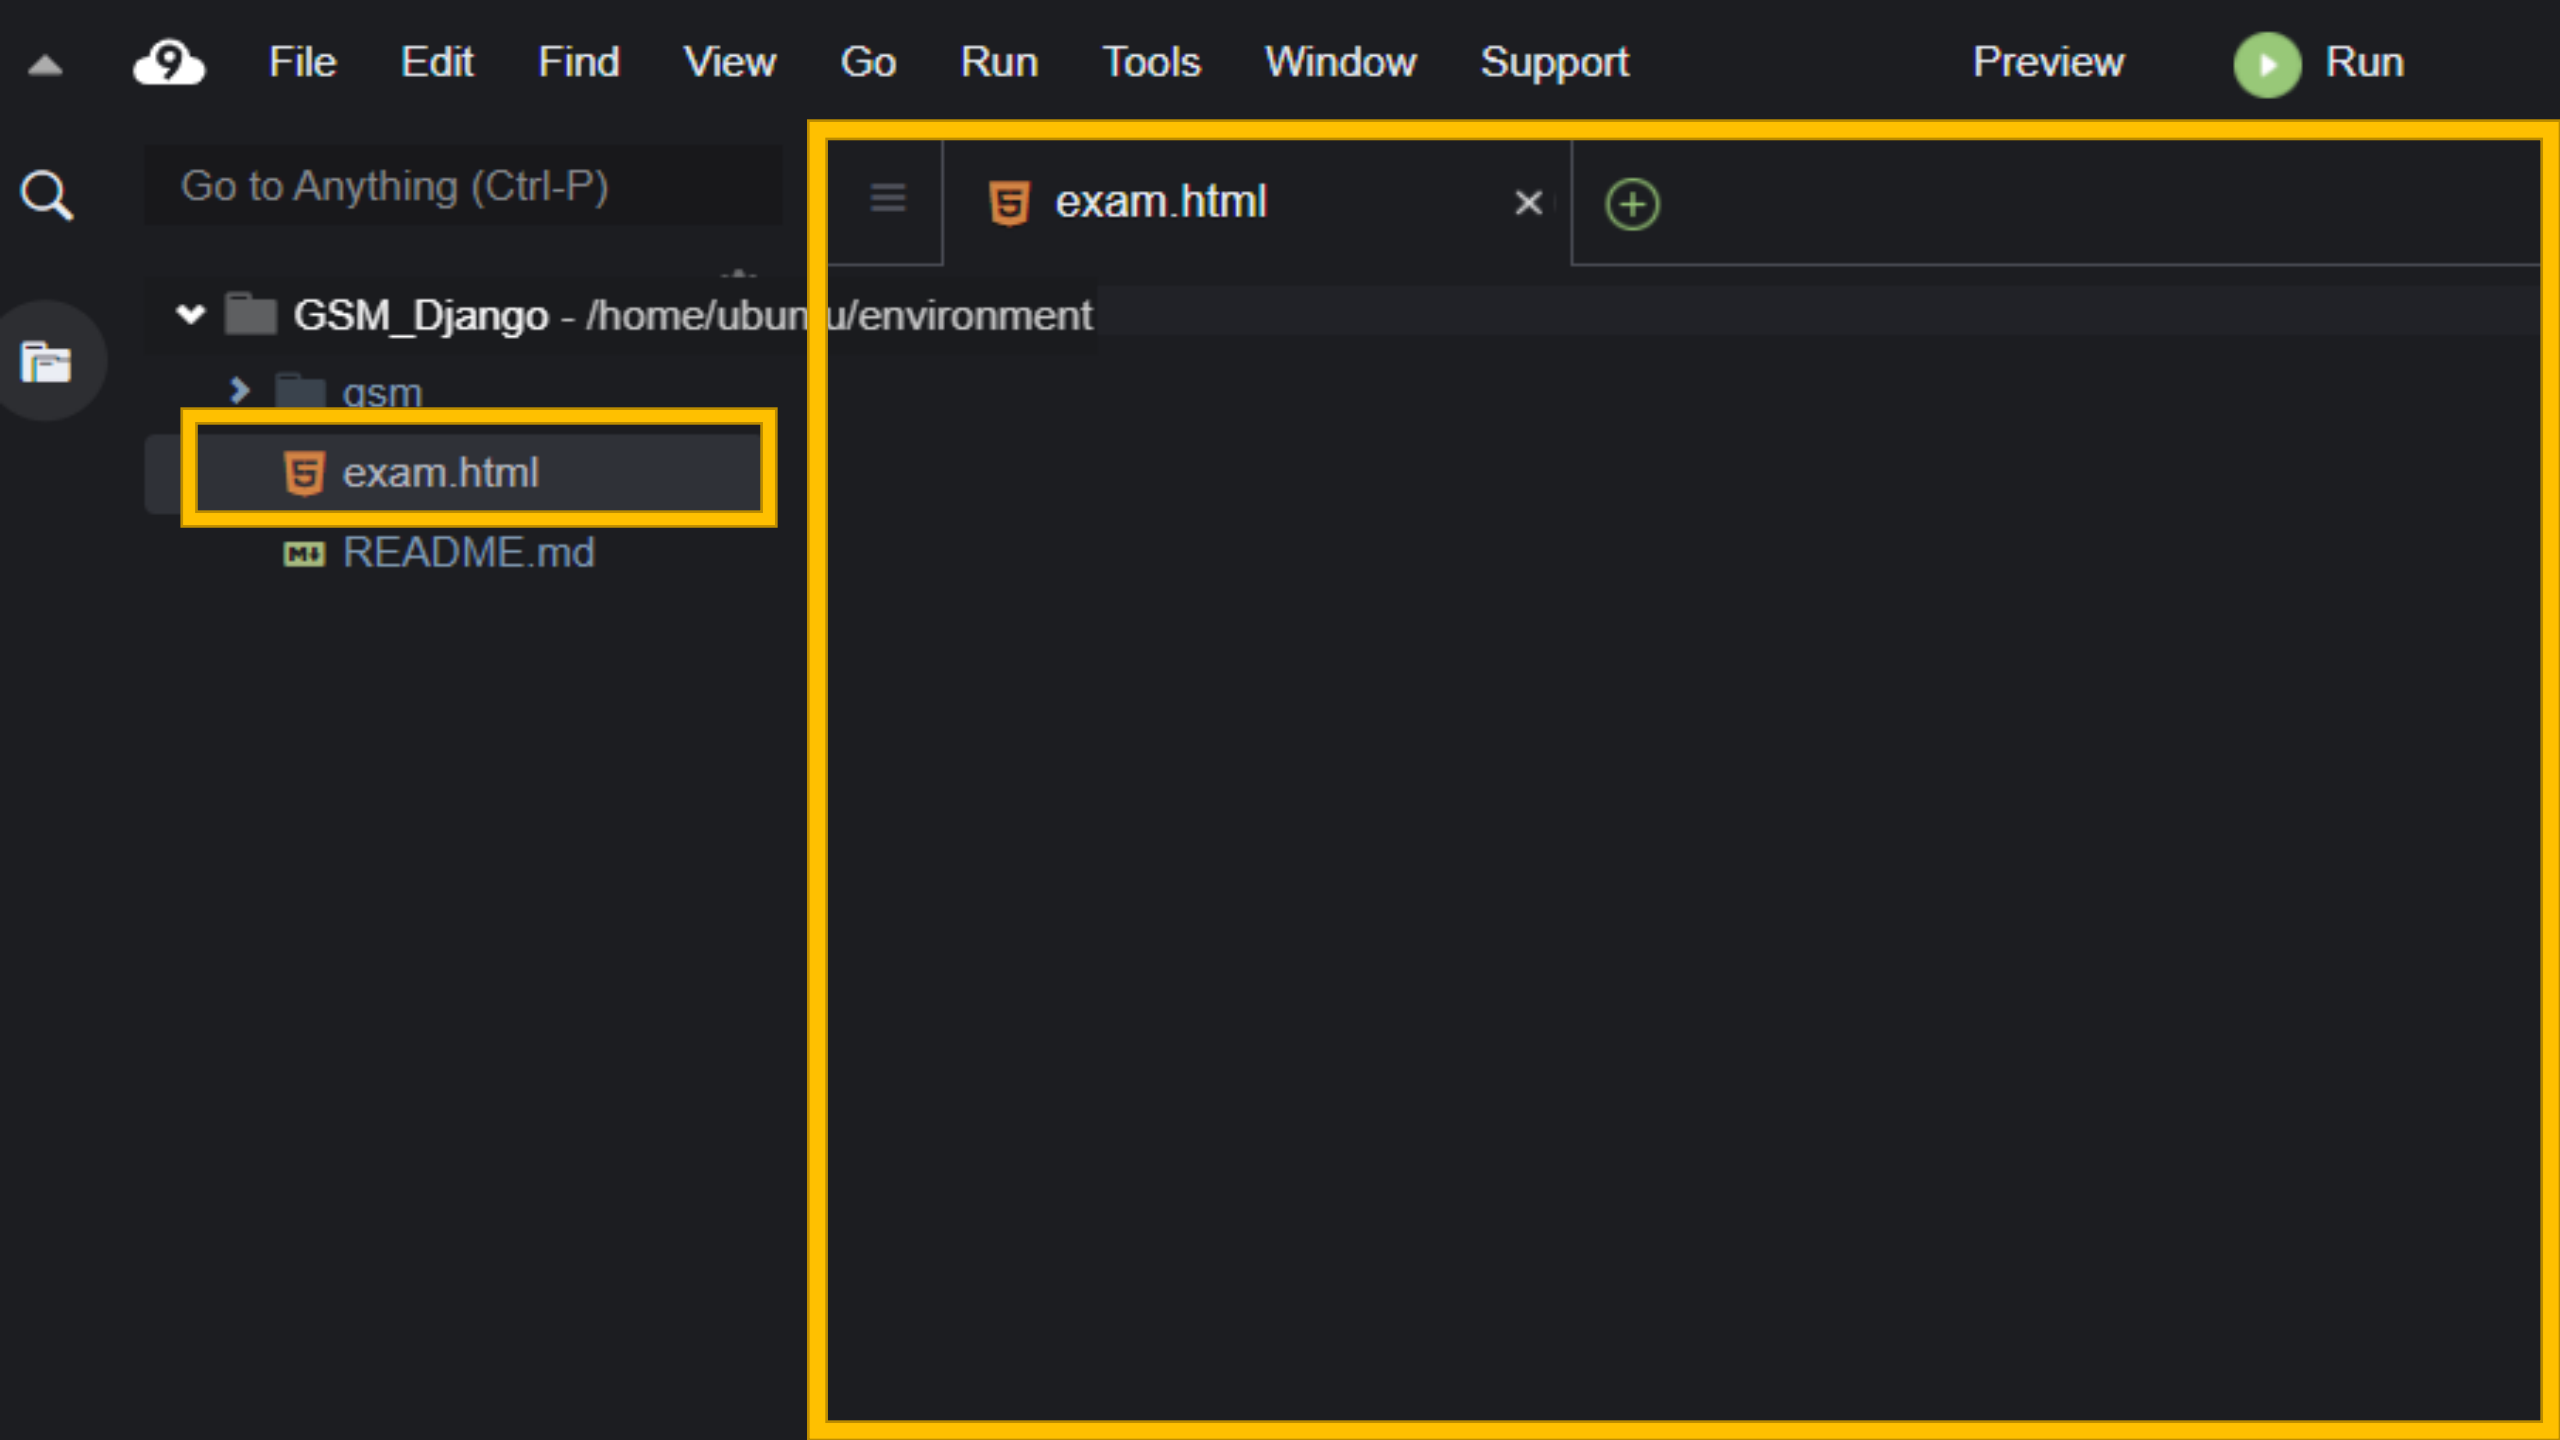 File Edit Find View Go Run Tools Window Support Preview Run
Go to Anything (Ctrl-P)
exam.html
GSM_Django - /home/ubuntu/environment
gsm
exam.html
README.md